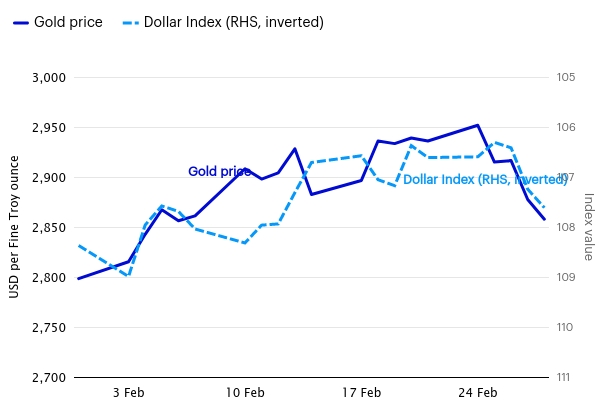 Gold price Dollar Index (RHS, inverted)
3,000 105
2,950 106
2,900 107
2,850 108
2,800 109
2,750 110
2,700 111
Gold price
Dollar Index (RHS, inverted)
USD per Fine Troy ounce
Index value
3 Feb 10 Feb 17 Feb 24 Feb